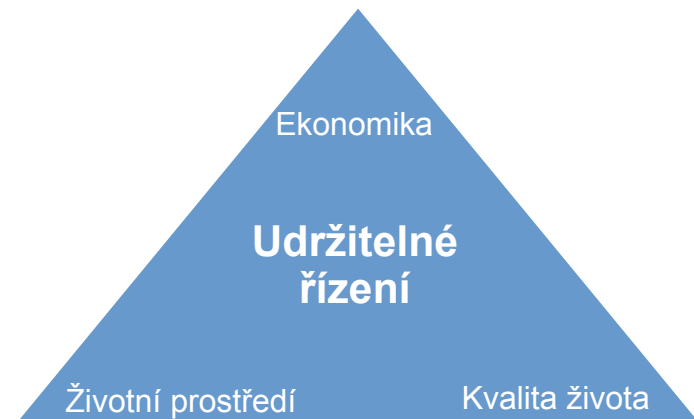 Ekonomika
Udržitelné
řízení
Životní prostředí
Kvalita života